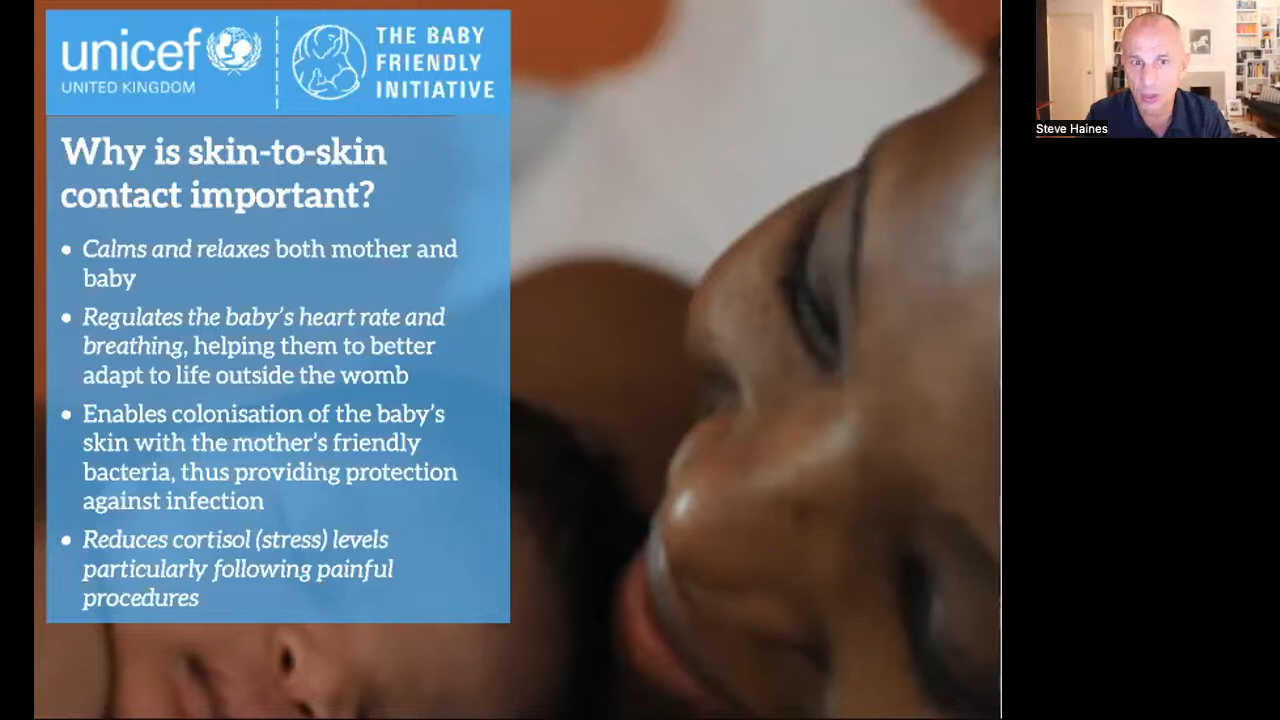 unicef
UNITED KINGDOM
THE BABY
FRIENDLY
INITIATIVE
Why is skin-to-skin
contact important?
• Calms and relaxes both mother and
baby
• Regulates the baby's heart rate and
breathing, helping them to better
adapt to life outside the womb
• Enables colonisation of the baby's
skin with the mother's friendly
bacteria, thus providing protection
against infection
• Reduces cortisol (stress) levels
particularly following painful
procedures
Steve Haines